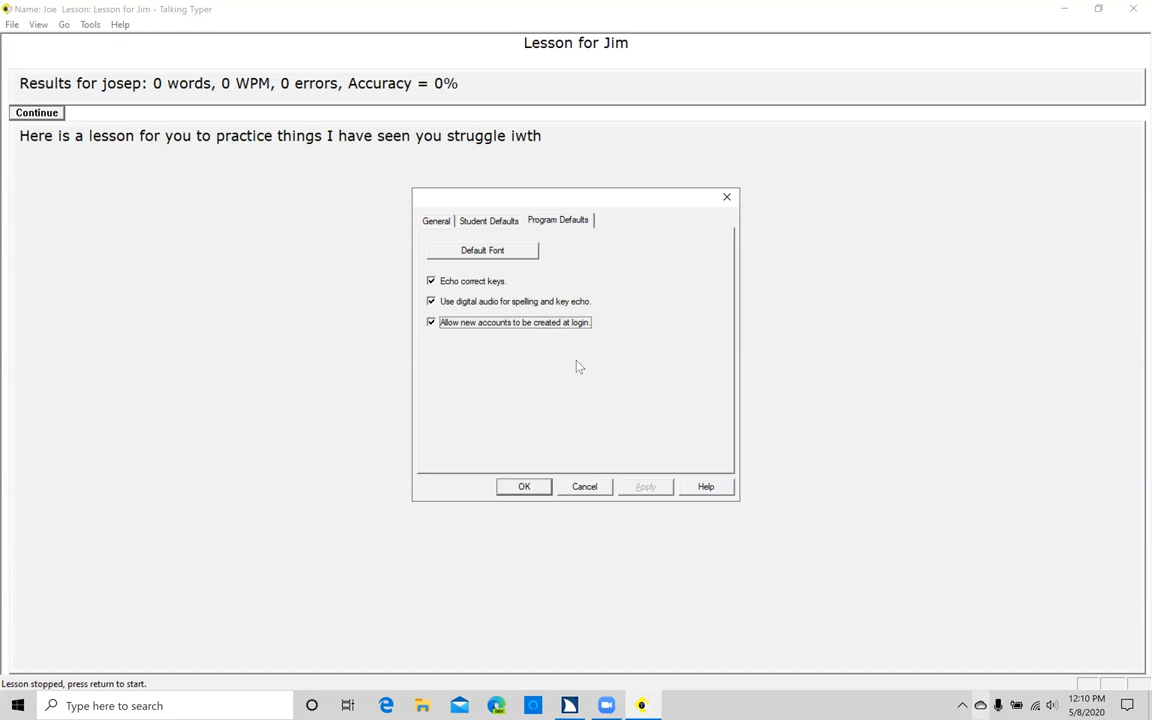 Name: Joe Lesson: Lesson for Jim - Talking Typer
File View Go Tools Help
Lesson for Jim
Results for josep: 0 words, 0 WPM, 0 errors, Accuracy = 0%
Continue
Here is a lesson for you to practice things I have seen you struggle iwth
General Student Defaults Program Defaults
Default Font
Echo correct keys.
Use digital audio for spelling and key echo.
Allow new accounts to be created at login.
OK Cancel Apply Help
Lesson stopped, press return to start.
Type here to search
DEV
12:10 PM
5/8/2020